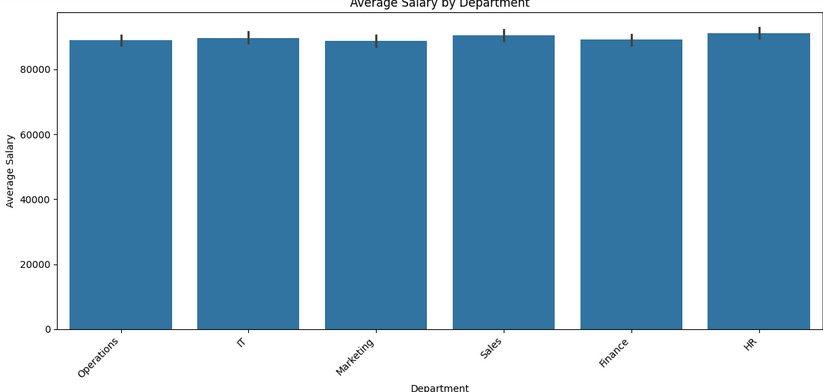 Average Salary by Department
Average Salary
80000
60000
40000
20000
0
Operations
IT
Marketing
Sales
Finance
HR
Department